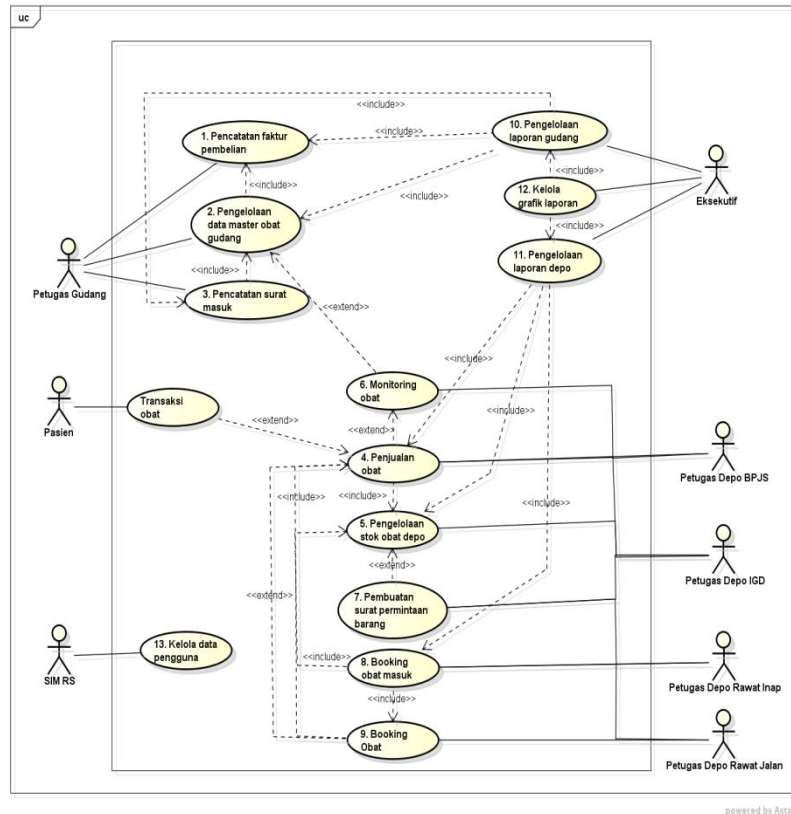 uc
<<include>>
1. Pencatatan faktur
pembelian
<<include>>
10. Pengelolaan
laporan gudang
<<include>>
<<include>>
<<include>>
12. Kelola
grafik laporan
Eksekutif
2. Pengelolaan
data master obat
gudang
<<include>>
11. Pengelolaan
laporan depo
Petugas Gudang
<<include>>
3. Pencatatan surat
masuk
<<extend>>
<<include>>
6. Monitoring
obat
Transaksi
obat
Pasien
<<extend>>
<<extend>>
<<include>>
4. Penjualan
obat
Petugas Depo BPJS
<<include>>
<<include>>
<<include>>
5. Pengelolaan
stok obat depo
<<extend>>
Petugas Depo IGD
<<extend>>
7. Pembuatan
surat permintaan
barang
13. Kelola data
pengguna
SIM RS
<<include>>
8. Booking
obat masuk
Petugas Depo Rawat Inap
<<include>>
9. Booking
Obat
Petugas Depo Rawat Jalan
powered by Asta